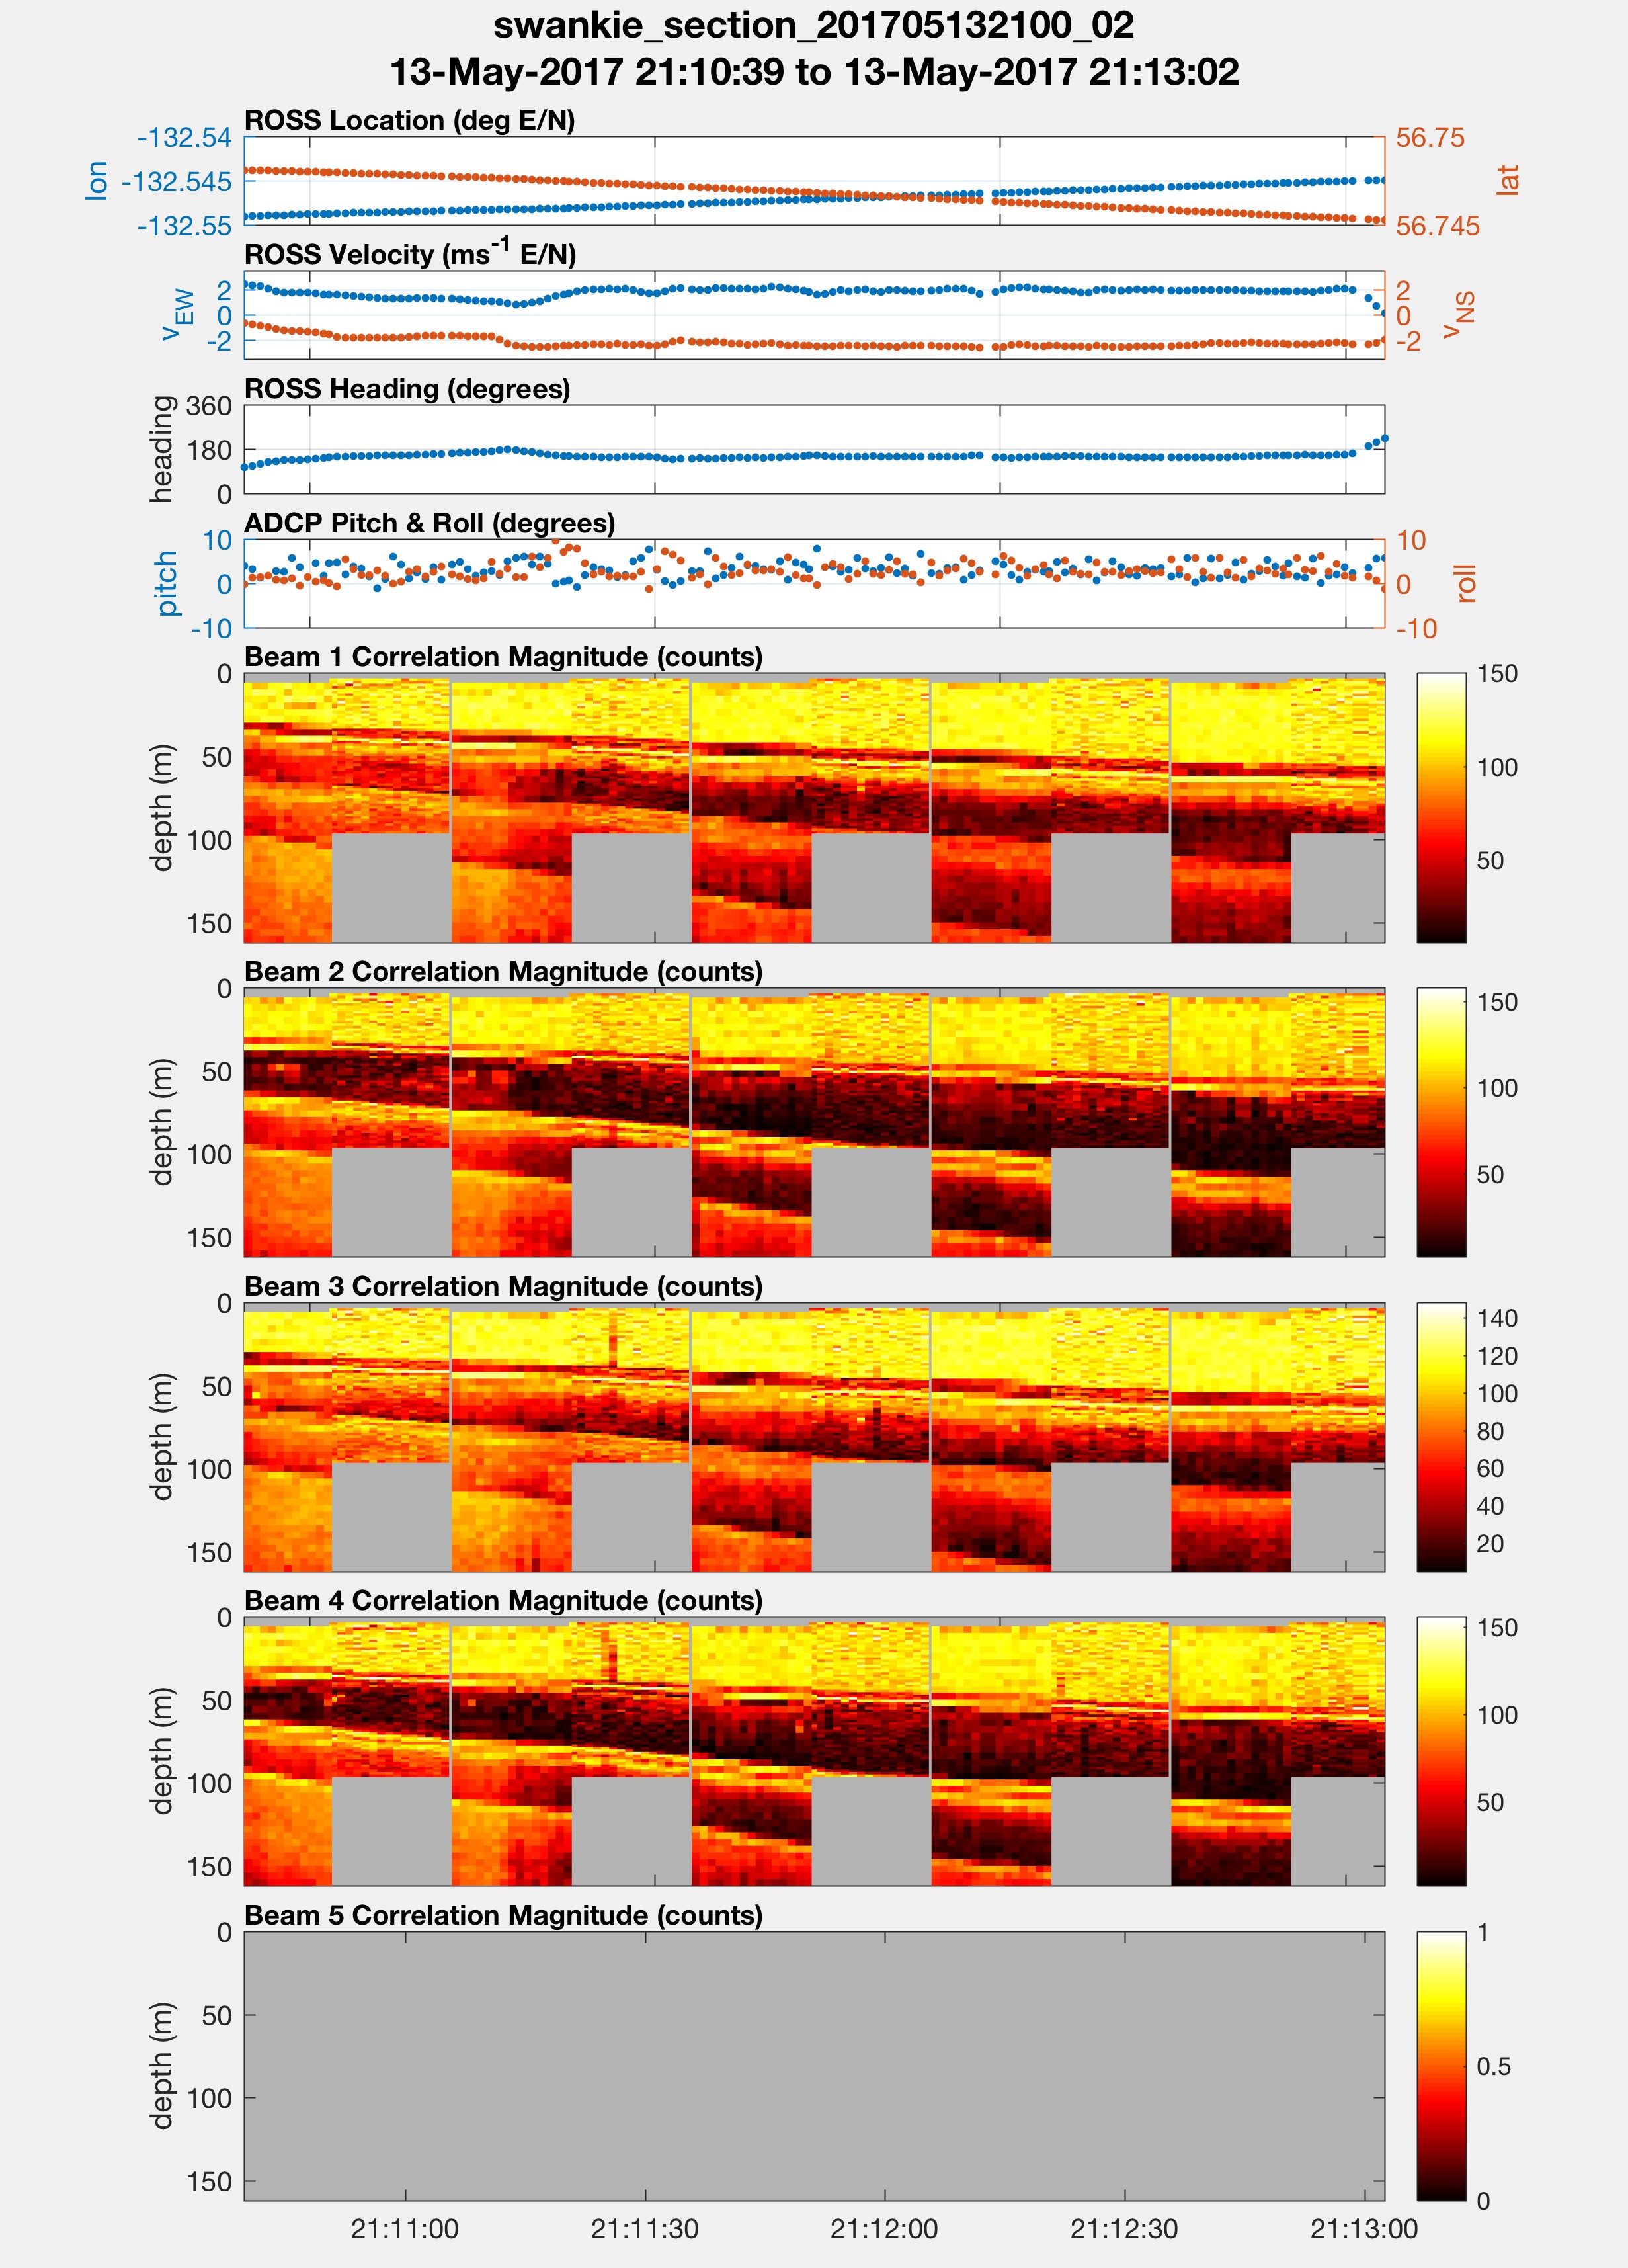 swankie_section_201705132100_02
13-May-2017 21:10:39 to 13-May-2017 21:13:02
ROSS Location (deg E/N)
-132.54
-132.545
-132.55
lon
56.75
56.745
lat
ROSS Velocity (ms-1 E/N)
2
0
-2
vEW
2
0
-2
vNS
ROSS Heading (degrees)
360
180
0
heading
ADCP Pitch & Roll (degrees)
10
0
-10
pitch
10
0
-10
roll
Beam 1 Correlation Magnitude (counts)
0
50
100
150
depth (m)
150
100
50
Beam 2 Correlation Magnitude (counts)
0
50
100
150
depth (m)
150
100
50
Beam 3 Correlation Magnitude (counts)
0
50
100
150
depth (m)
140
120
100
80
60
40
20
Beam 4 Correlation Magnitude (counts)
0
50
100
150
depth (m)
150
100
50
Beam 5 Correlation Magnitude (counts)
0
50
100
150
depth (m)
1
0.5
0
21:11:00
21:11:30
21:12:00
21:12:30
21:13:00